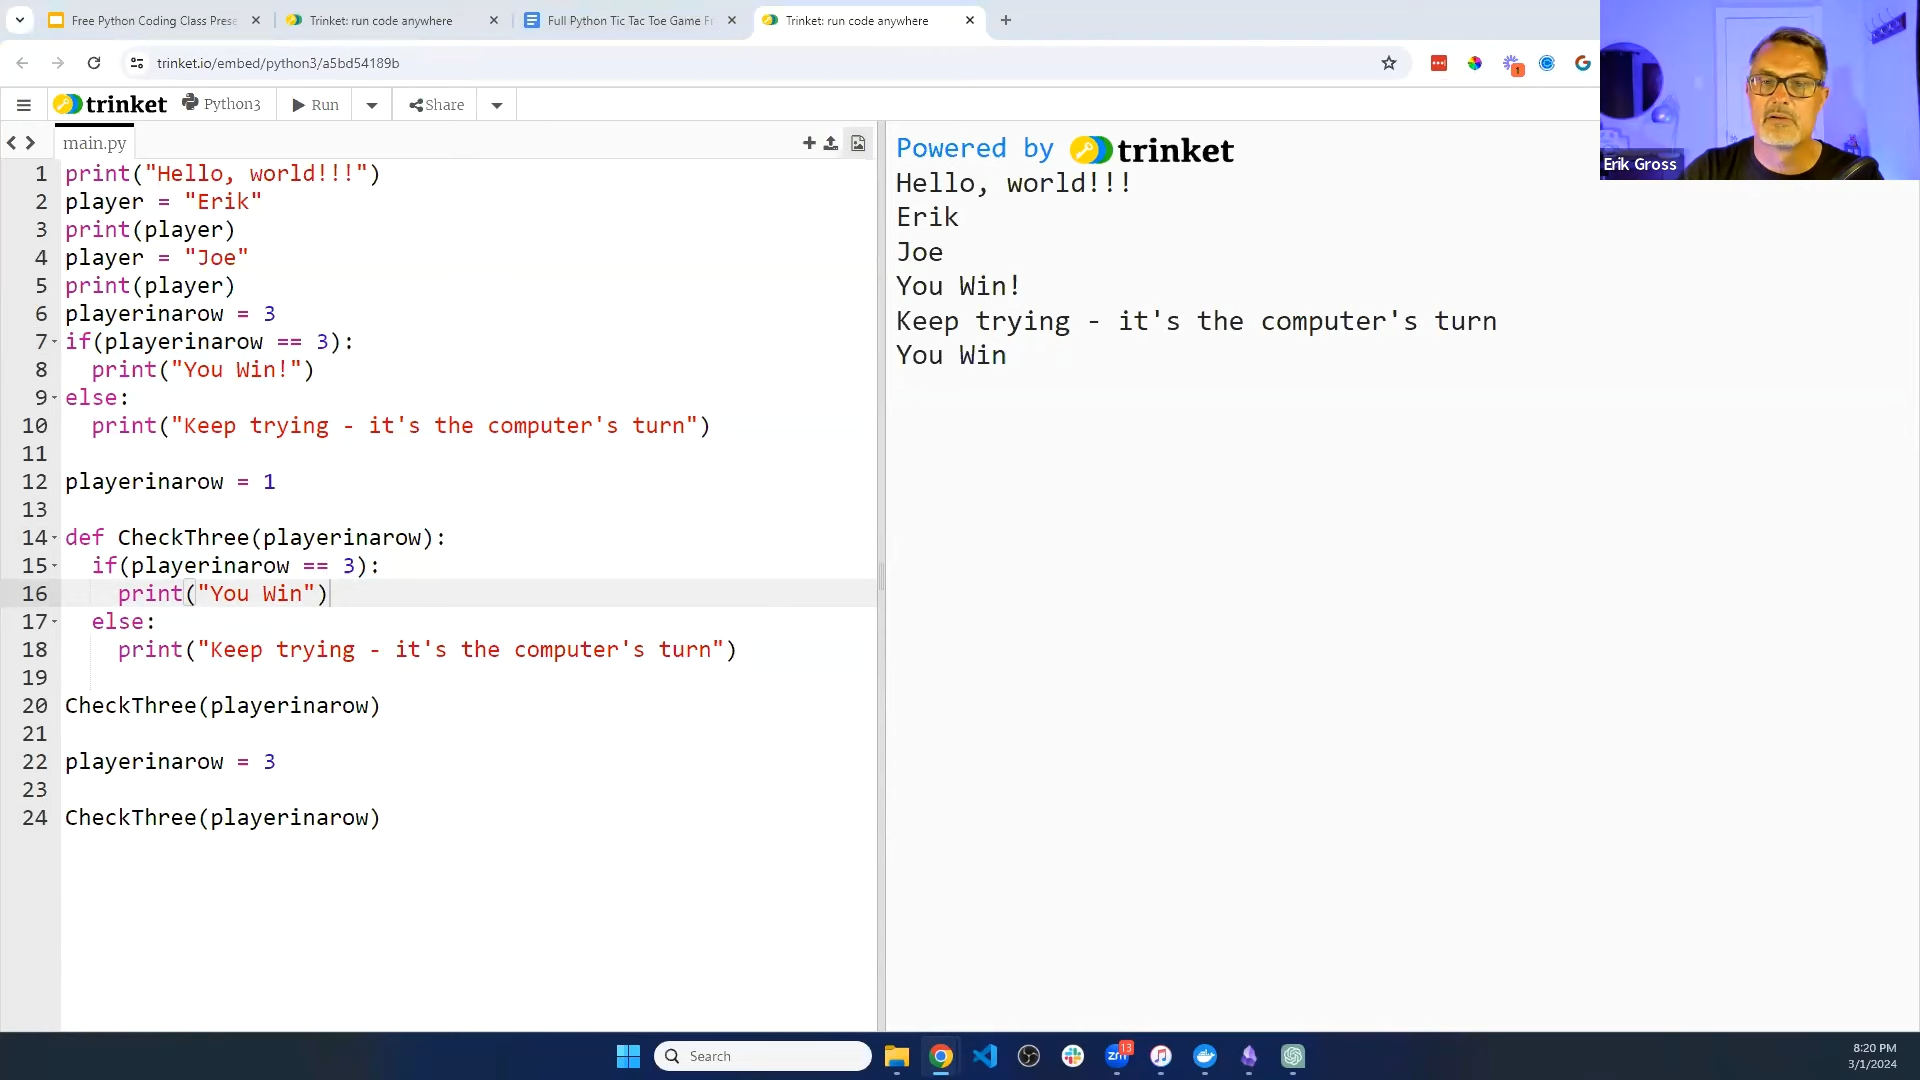 Free Python Coding Class Prese
Trinket: run code anywhere
Full Python Tic Tac Toe Game Fr
Trinket: run code anywhere
trinket.io/embed/python3/a5bd54189b
1
G
trinket
Python3
Run
Share
main.py
1 print("Hello, world!!!")
2 player = "Erik"
3 print(player)
4 player = "Joe"
5 print(player)
6 playerinarow = 3
7 if(playerinarow == 3):
8 print("You Win!")
9 else:
10 print("Keep trying - it's the computer's turn")
11
12 playerinarow = 1
13
14 def CheckThree(playerinarow):
15 if(playerinarow == 3):
16 print("You Win")
17 else:
18 print("Keep trying - it's the computer's turn")
19
20 CheckThree(playerinarow)
21
22 playerinarow = 3
23
24 CheckThree(playerinarow)
Powered by trinket
Hello, world!!!
Erik
Joe
You Win!
Keep trying - it's the computer's turn
You Win
Erik Gross
Search
zm
13
8:20 PM
3/1/2024